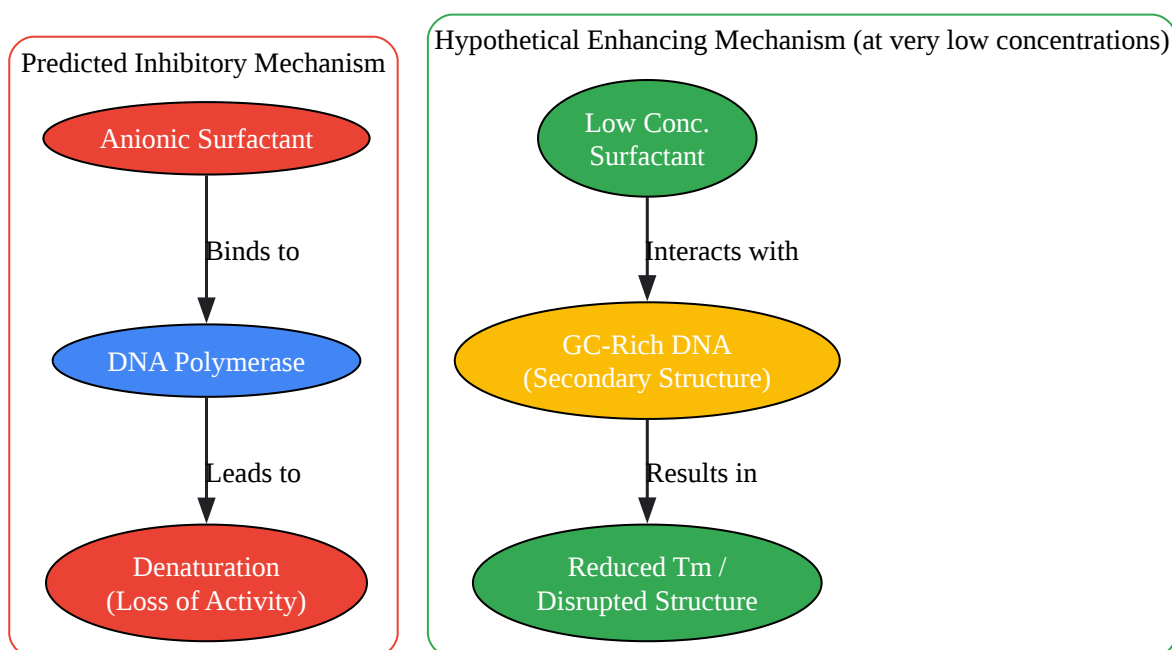 Predicted Inhibitory Mechanism
Anionic Surfactant
Binds to
DNA Polymerase
Leads to
Denaturation
(Loss of Activity)
Hypothetical Enhancing Mechanism (at very low concentrations)
Low Conc.
Surfactant
Interacts with
GC-Rich DNA
(Secondary Structure)
Results in
Reduced Tm /
Disrupted Structure